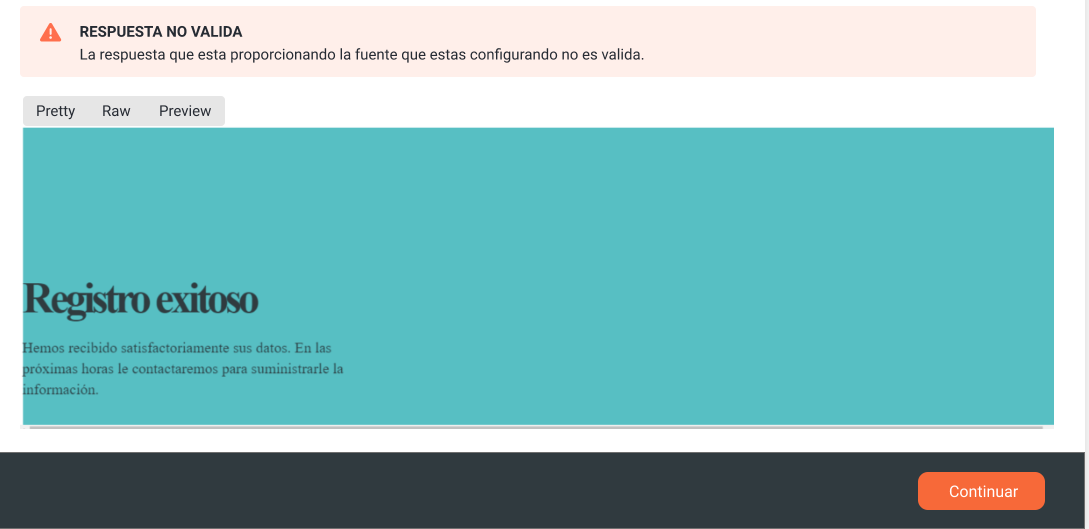 RESPUESTA NO VALIDA
La respuesta que esta proporcionando la fuente que estas configurando no es valida.
Pretty Raw Preview
Registro exitoso
Hemos recibido satisfactoriamente sus datos. En las
próximas horas le contactaremos para suministrarle la
información.
Continuar